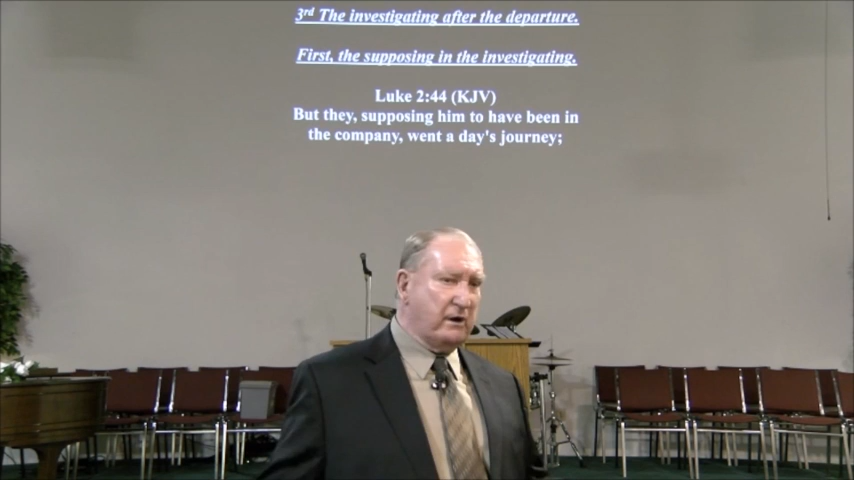 3rd The investigating after the departure.
First, the supposing in the investigating.
Luke 2:44 (KJV)
But they, supposing him to have been in
the company, went a day's journey;